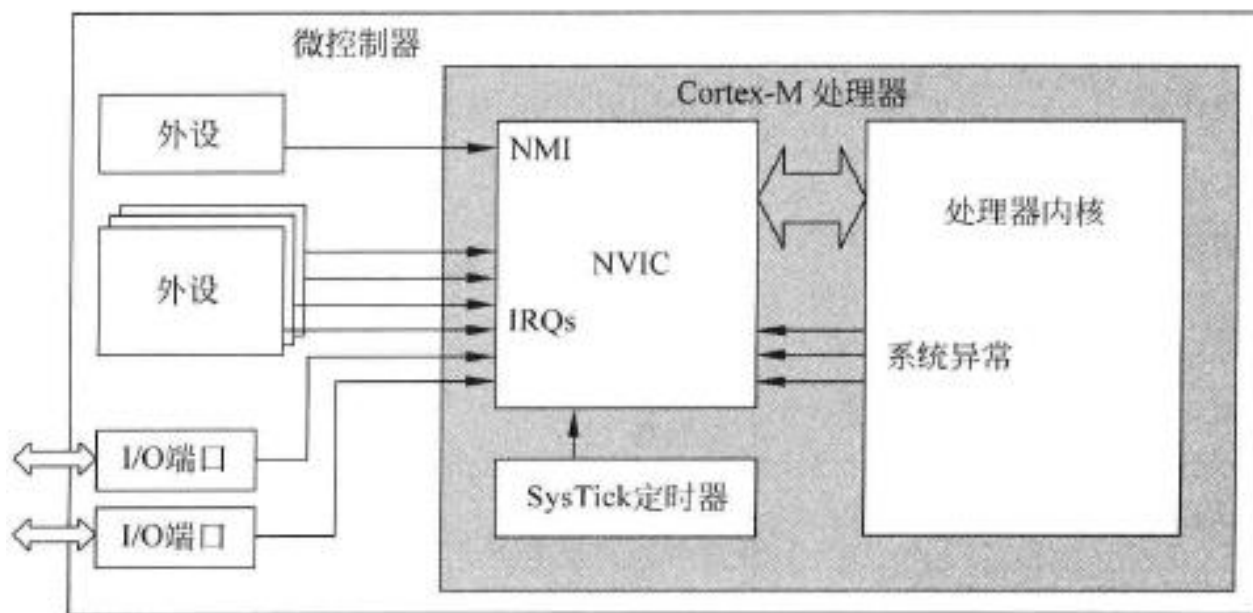 微控制器
Cortex-M 处理器
外设
NMI
处理器内核
NVIC
外设
IRQs
系统异常
I/O端口
SysTick定时器
I/O端口